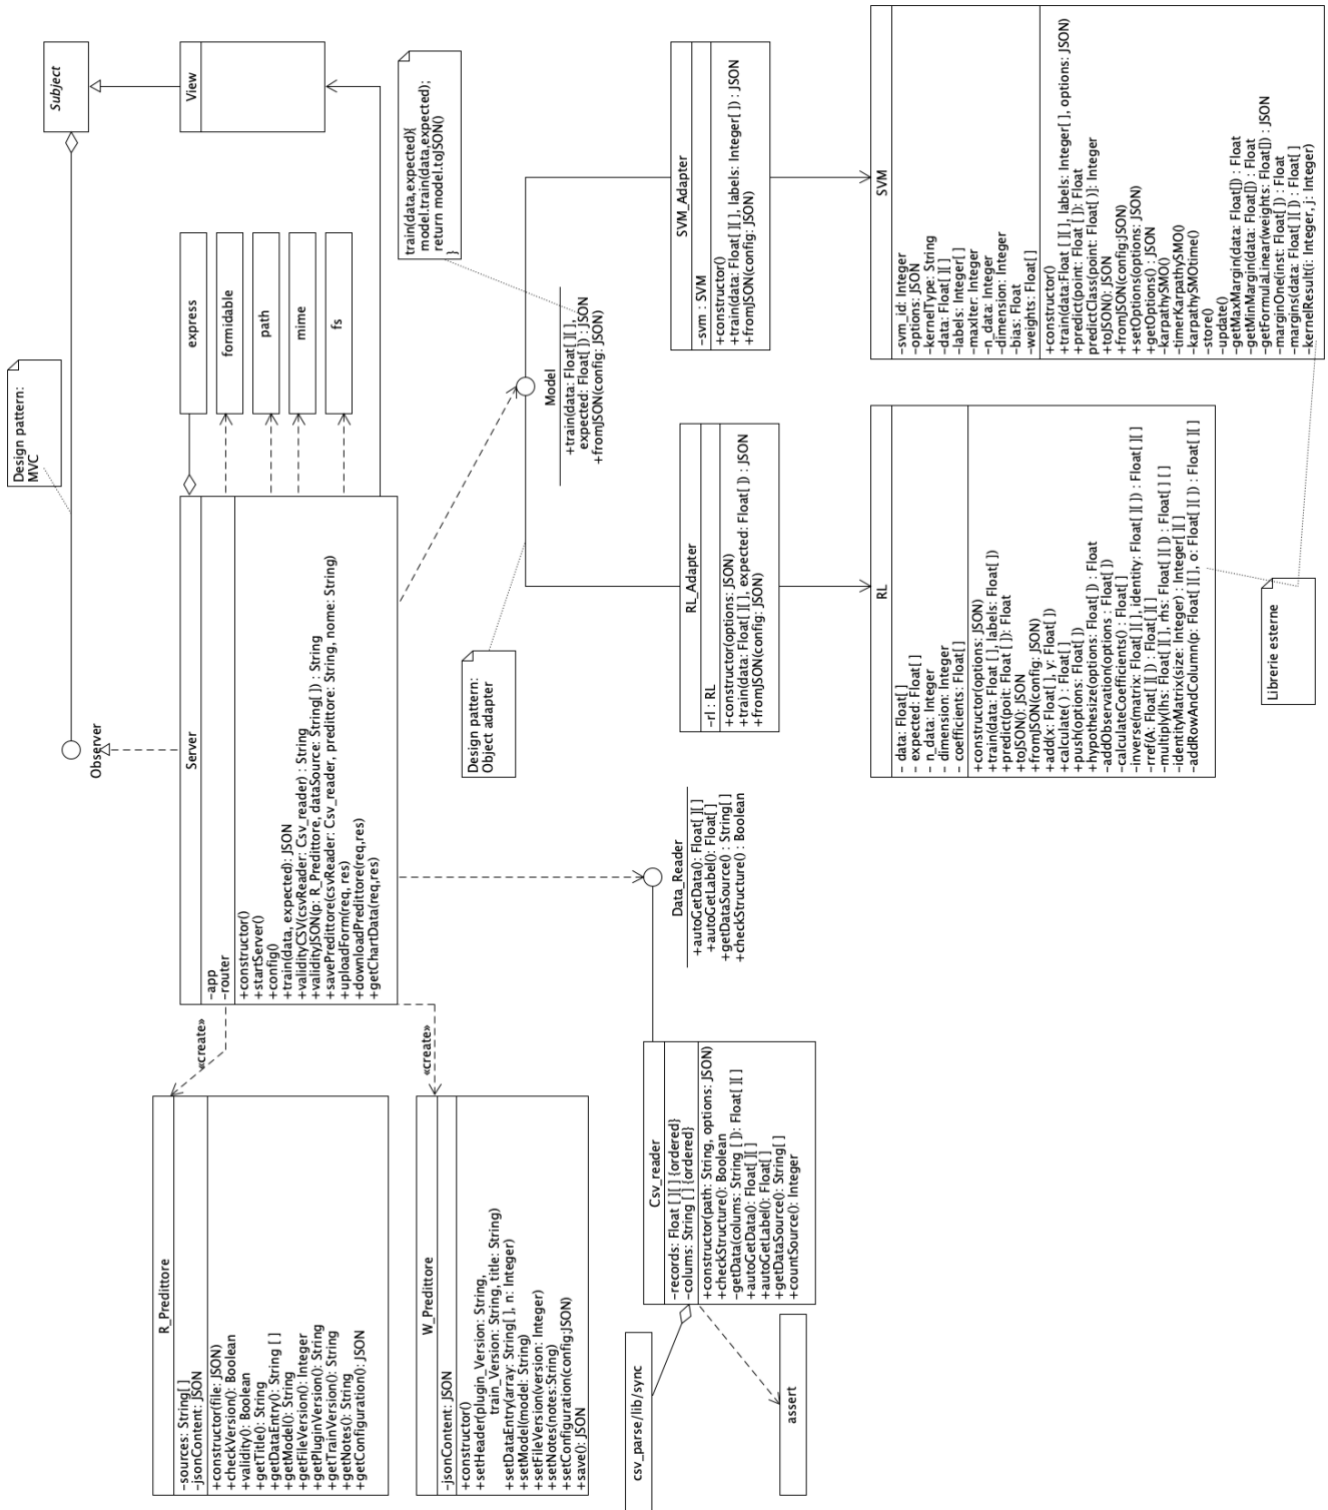 Design pattern:
MVC
Subject
View
Observer
express
formidable
path
mime
fs
Server
-app
-router
+constructor()
+startServer()
+config()
+train(data, expected): JSON
+validityCSV(csvReader: Csv_reader) : String
+validityJSON(p: R_Predittore, dataSource: String[ ]) : String
+savePredittore(csvReader: Csv_reader, predittore: String, nome: String)
+uploadForm(req, res)
+downloadPredittore(req,res)
+getChartData(req,res)
«create»
«create»
R_Predittore
-sources: String[ ]
-jsonContent: JSON
+constructor(file: JSON)
+checkVersion(): Boolean
+validity(): Boolean
+getTitle(): String
+getDataEntry(): String [ ]
+getModel(): String
+getFileVersion(): Integer
+getPluginVersion(): String
+getTrainVersion(): String
+getNotes(): String
+getConfiguration(): JSON
W_Predittore
-jsonContent: JSON
+constructor()
+setHeader(plugin_Version: String,
train_Version: String, title: String)
+setDataEntry(array: String[ ], n: Integer)
+setModel(model: String)
+setFileVersion(version: Integer)
+setNotes(notes:String)
+setConfiguration(config:JSON)
+save(): JSON
train(data,expected){
model.train(data,expected);
return model.toJSON()
}
Design pattern:
Object adapter
Model
+train(data: Float[ ][ ],
expected: Float[ ]) : JSON
+fromJSON(config: JSON)
Data_Reader
+autoGetData(): Float[ ][ ]
+autoGetLabel(): Float[ ]
+getDataSource() : String[ ]
+checkStructure() : Boolean
Csv_reader
-records: Float [ ][ ] {ordered}
-colums: String [ ] {ordered}
+constructor(path: String, options: JSON)
+checkStructure(): Boolean
-getData(colums: String [ ]): Float[ ][ ]
+autoGetData(): Float[ ][ ]
+autoGetLabel(): Float[ ]
+getDataSource(): String[ ]
+countSource(): Integer
csv_parse/lib/sync
assert
SVM_Adapter
-svm : SVM
+constructor()
+train(data: Float[ ][ ], labels: Integer[ ]) : JSON
+fromJSON(config: JSON)
RL_Adapter
-rl : RL
+constructor(options: JSON)
+train(data: Float[ ][ ], expected: Float[ ]) : JSON
+fromJSON(config: JSON)
SVM
-svm_id: Integer
-options: JSON
-kernelType: String
-data: Float[ ][ ]
-labels: Integer[ ]
-maxIter: Integer
-n_data: Integer
-dimension: Integer
-bias: Float
-weights: Float[ ]
+constructor()
+train(data:Float [ ][ ], labels: Integer[ ], options: JSON)
+predict(point: Float [ ]): Float
predictClass(point: Float[ )]: Integer
+toJSON(): JSON
+fromJSON(config:JSON)
+setOptions(options: JSON)
+getOptions() : JSON
-karpathySMO()
-timerKarpathySMO()
-karpathySMOtime()
-store()
-update()
-getMaxMargin(data: Float[]) : Float
-getMinMargin(data: Float[]) : Float
-getFormulaLinear(weights: Float[]) : JSON
-marginOne(inst: Float[ ]) : Float
-margins(data: Float[ ][ ]) : Float[ ]
-kernelResult(i: Integer, j: Integer)
RL
- data: Float[ ]
- expected: Float[ ]
- n_data: Integer
- dimension: Integer
- coefficients: Float[ ]
+constructor(options: JSON)
+train(data: Float [ ], labels: Float[ ])
+predict(poit: Float [ ]): Float
+toJSON(): JSON
+fromJSON(config: JSON)
+add(x: Float[ ], y: Float[ ])
+calculate( ) : Float[ ]
+push(options: Float[ ])
+hypothesize(options: Float[ ]) : Float
-addObservation(options : Float[ ])
-calculateCoefficients() : Float[ ]
-inverse(matrix: Float[ ][ ], identity: Float[ ][ ]) : Float[ ][ ]
-rref(A: Float[ ][ ]) : Float[ ][ ]
-multiply(lhs: Float[ ][ ], rhs: Float[ ][ ]) : Float[ ] [ ]
-identityMatrix(size: Integer) : Integer[ ][ ]
-addRowAndColumn(p: Float[ ][ ], o: Float[ ][ ]) : Float[ ][ ]
Librerie esterne